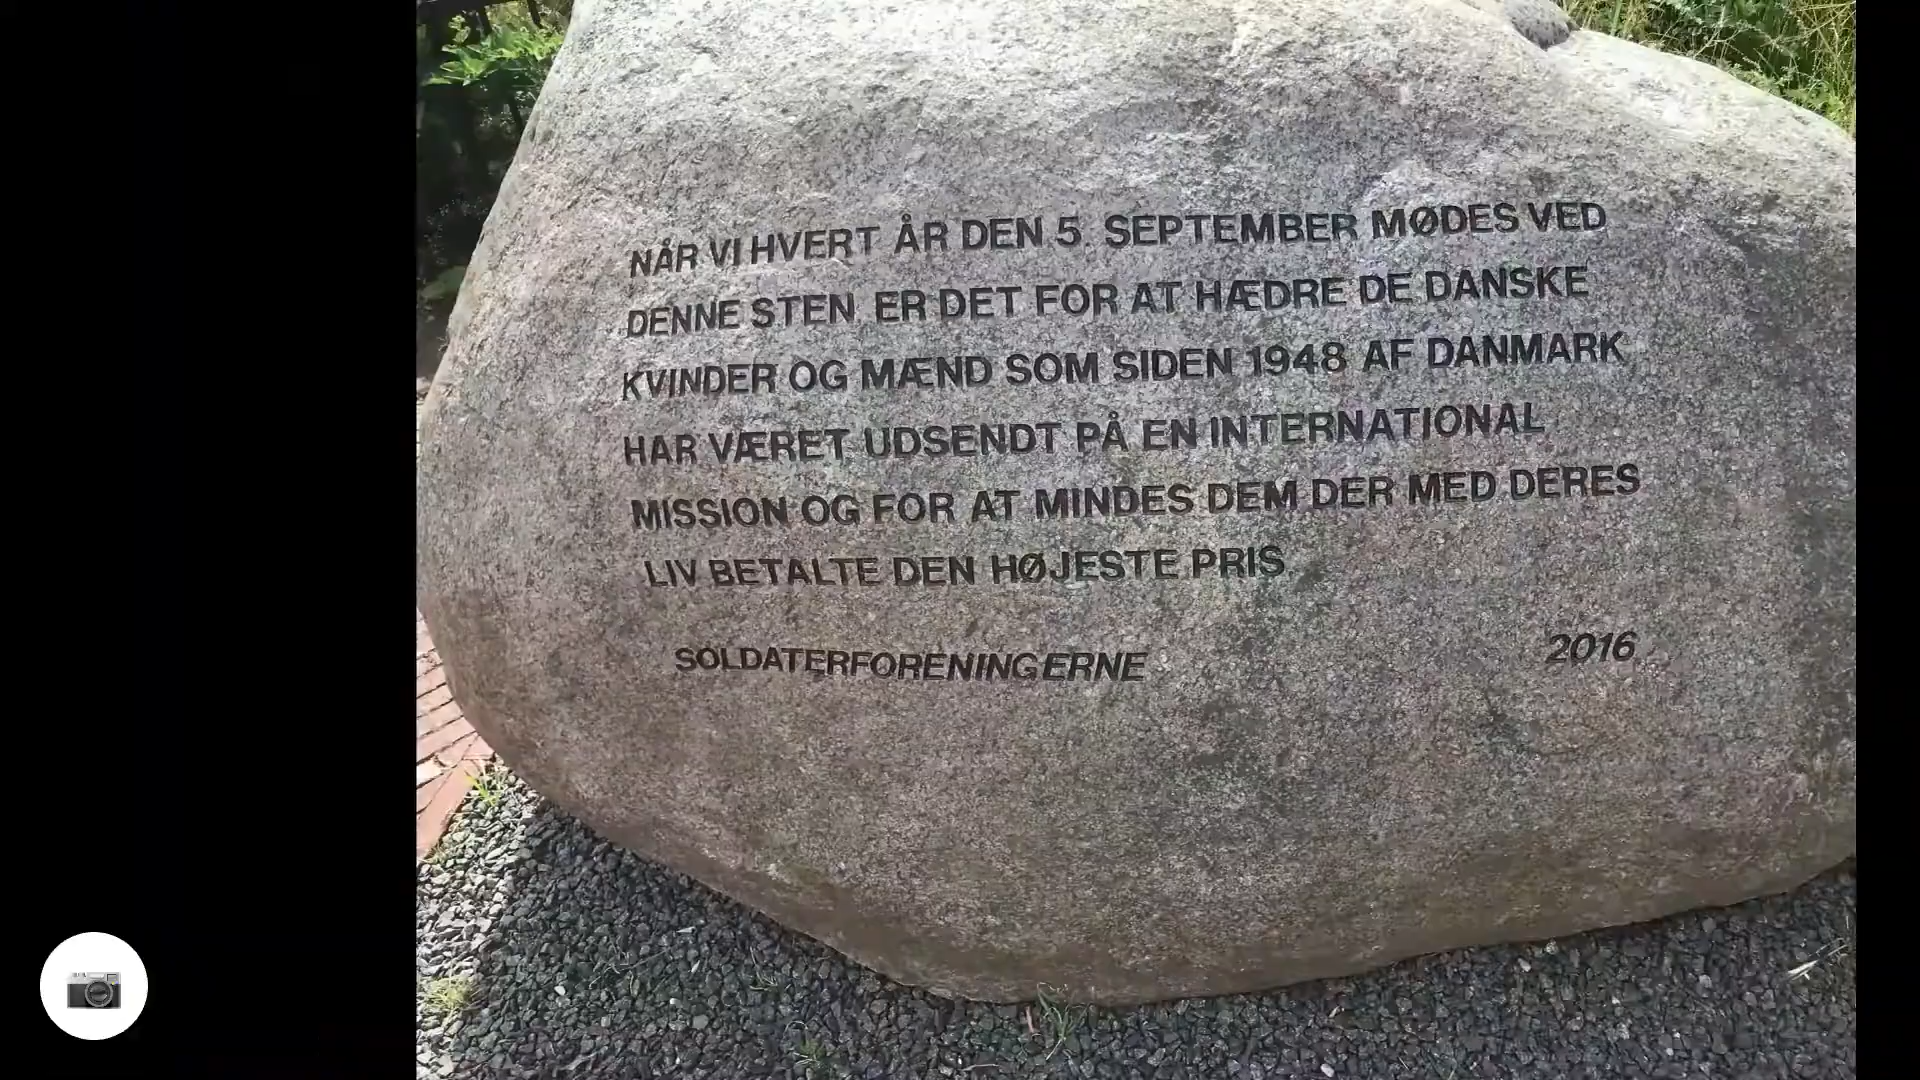 NÅR VI HVERT ÅR DEN 5. SEPTEMBER MØDES VED
DENNE STEN ER DET FOR AT HÆDRE DE DANSKE
KVINDER OG MÆND SOM SIDEN 1948 AF DANMARK
HAR VÆRET UDSENDT PÅ EN INTERNATIONAL
MISSION OG FOR AT MINDES DEM DER MED DERES
LIV BETALTE DEN HØJESTE PRIS
SOLDATERFORENINGERNE 2016